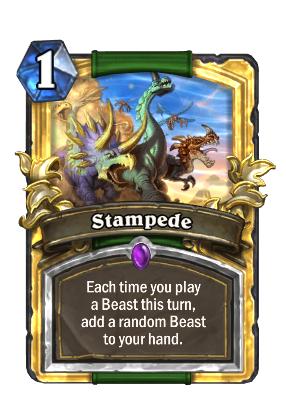 1
Stampede
Each time you play
a Beast this turn,
add a random Beast
to your hand.